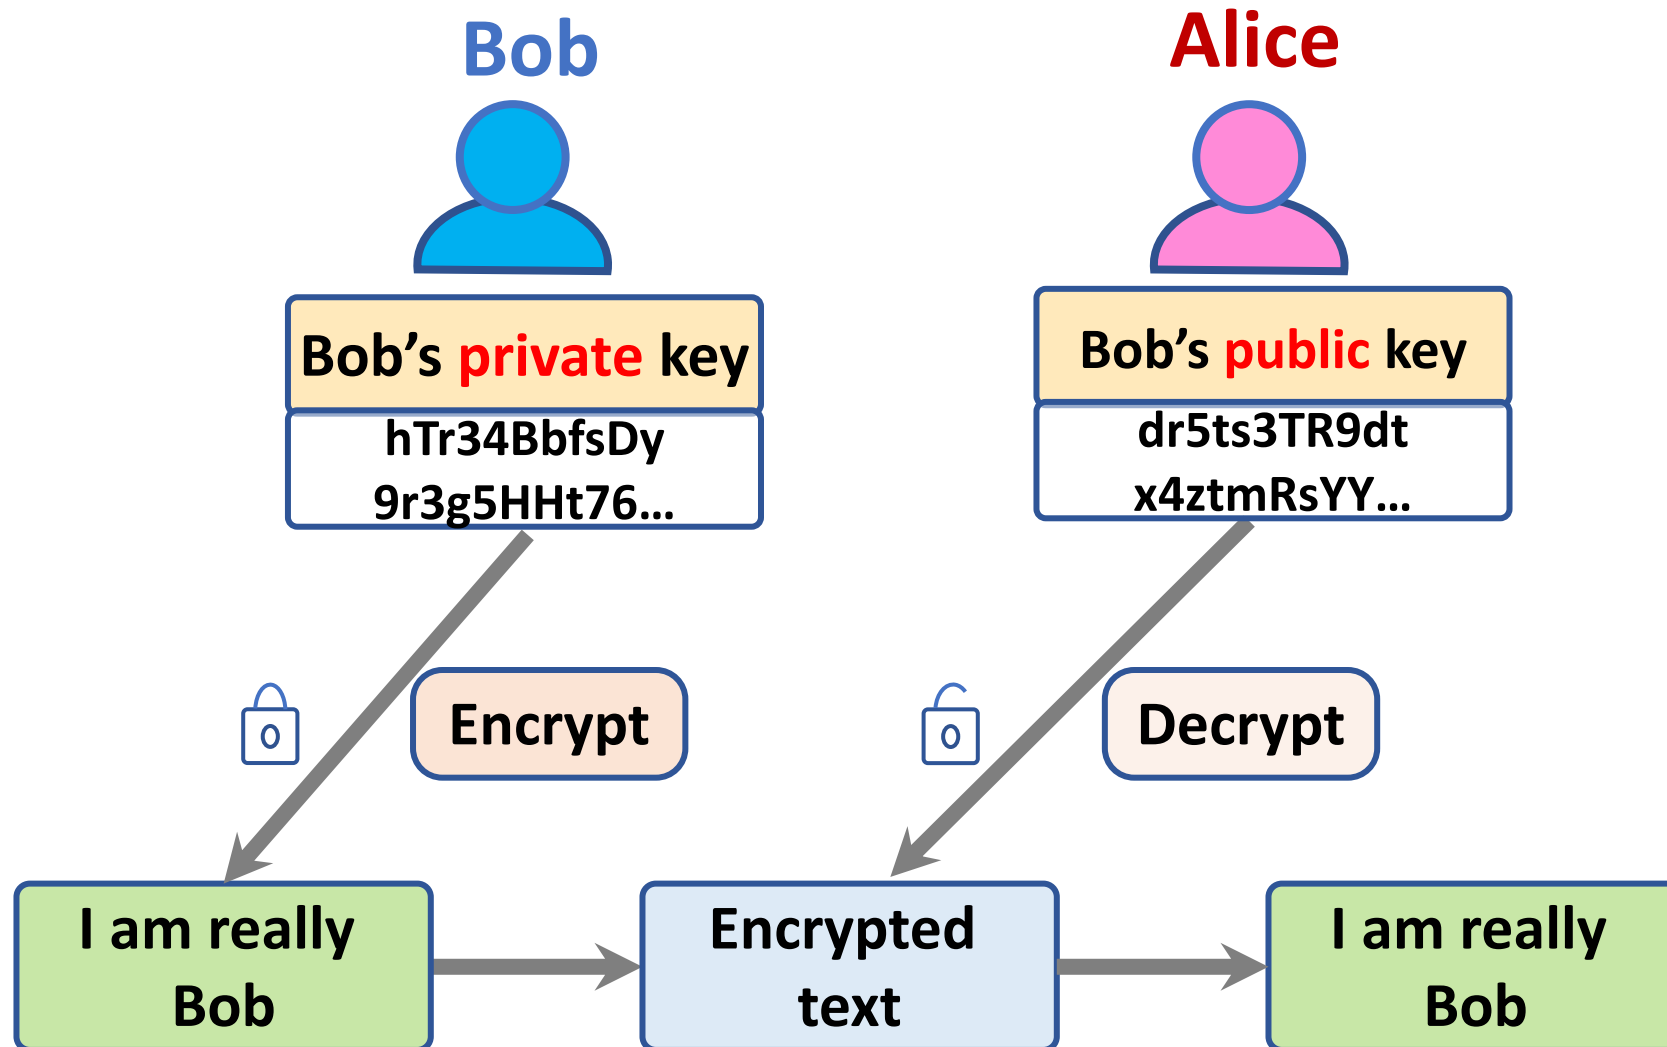 Bob
Alice
Bob’s private key
hTr34BbfsDy
9r3g5HHt76...
Bob’s public key
dr5ts3TR9dt
x4ztmRsYY...
Encrypt
Decrypt
I am really
Bob
Encrypted
text
I am really
Bob